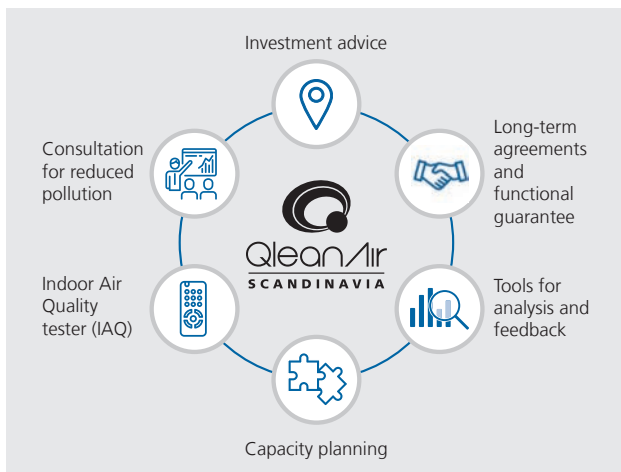 Investment advice
Long-term
agreements
and
functional
guarantee
Tools for
analysis and
feedback
Capacity planning
Indoor Air
Quality
tester (IAQ)
Consultation
for reduced
pollution
QleanAir
SCANDINAVIA